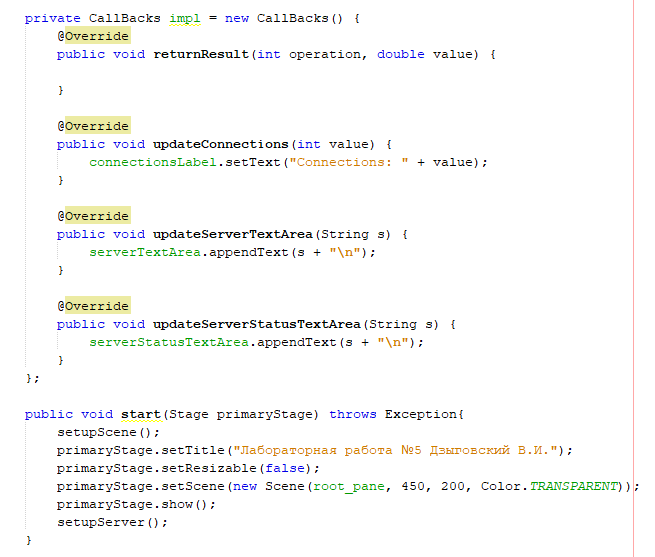 private CallBacks impl = new CallBacks() {
    @Override
    public void returnResult(int operation, double value) {

    }

    @Override
    public void updateConnections(int value) {
        connectionsLabel.setText("Connections: " + value);
    }

    @Override
    public void updateServerTextArea(String s) {
        serverTextArea.appendText(s + "\n");
    }

    @Override
    public void updateServerStatusTextArea(String s) {
        serverStatusTextArea.appendText(s + "\n");
    }
};

public void start(Stage primaryStage) throws Exception{
    setupScene();
    primaryStage.setTitle("Лабораторная работа №5 Дзыговский В.И.");
    primaryStage.setResizable(false);
    primaryStage.setScene(new Scene(root_pane, 450, 200, Color.TRANSPARENT));
    primaryStage.show();
    setupServer();
}